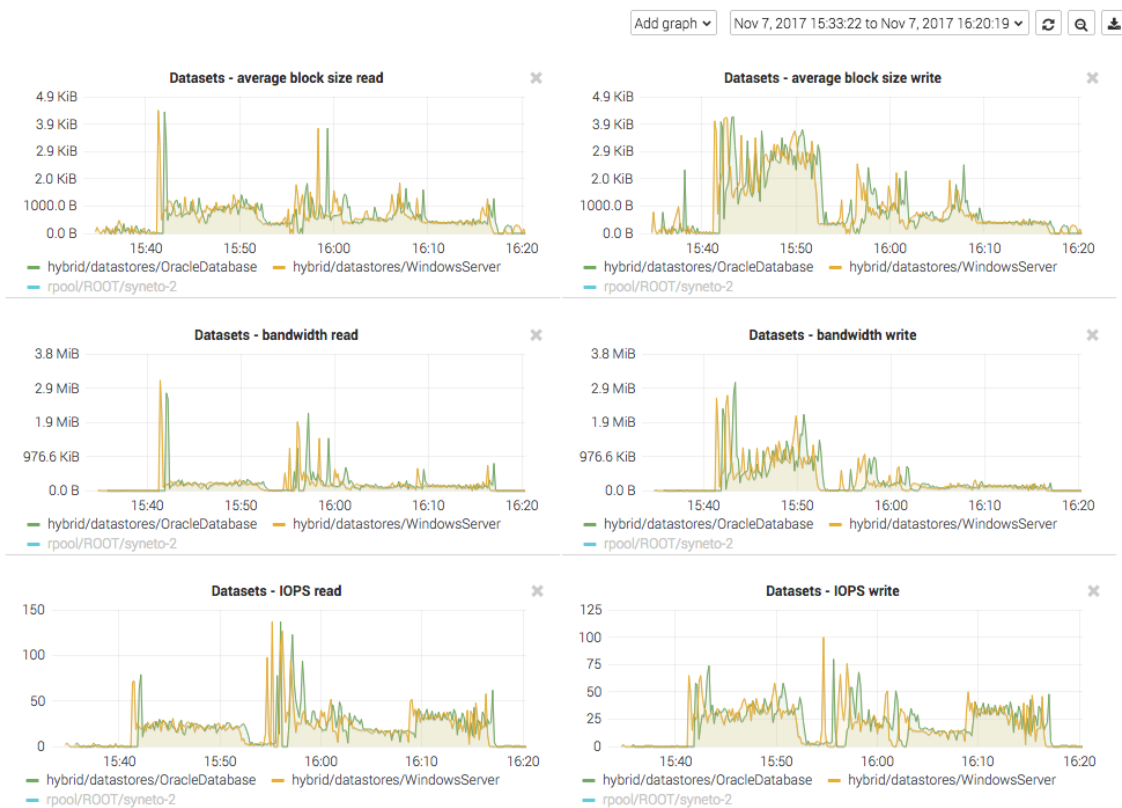 Add graph
Nov 7, 2017 15:33:22 to Nov 7, 2017 16:20:19
Datasets - average block size read
4.9 KiB
3.9 KiB
2.9 KiB
2.0 KiB
1000.0 B
0.0 B
15:40 15:50 16:00 16:10 16:20
hybrid/datastores/OracleDatabase hybrid/datastores/WindowsServer
rpool/ROOT/syneto-2
Datasets - average block size write
4.9 KiB
3.9 KiB
2.9 KiB
2.0 KiB
1000.0 B
0.0 B
15:40 15:50 16:00 16:10 16:20
hybrid/datastores/OracleDatabase hybrid/datastores/WindowsServer
rpool/ROOT/syneto-2
Datasets - bandwidth read
3.8 MiB
2.9 MiB
1.9 MiB
976.6 KiB
0.0 B
15:40 15:50 16:00 16:10 16:20
hybrid/datastores/OracleDatabase hybrid/datastores/WindowsServer
rpool/ROOT/syneto-2
Datasets - bandwidth write
3.8 MiB
2.9 MiB
1.9 MiB
976.6 KiB
0.0 B
15:40 15:50 16:00 16:10 16:20
hybrid/datastores/OracleDatabase hybrid/datastores/WindowsServer
rpool/ROOT/syneto-2
Datasets - IOPS read
150
100
50
0
15:40 15:50 16:00 16:10 16:20
hybrid/datastores/OracleDatabase hybrid/datastores/WindowsServer
rpool/ROOT/syneto-2
Datasets - IOPS write
125
100
75
50
25
0
15:40 15:50 16:00 16:10 16:20
hybrid/datastores/OracleDatabase hybrid/datastores/WindowsServer
rpool/ROOT/syneto-2